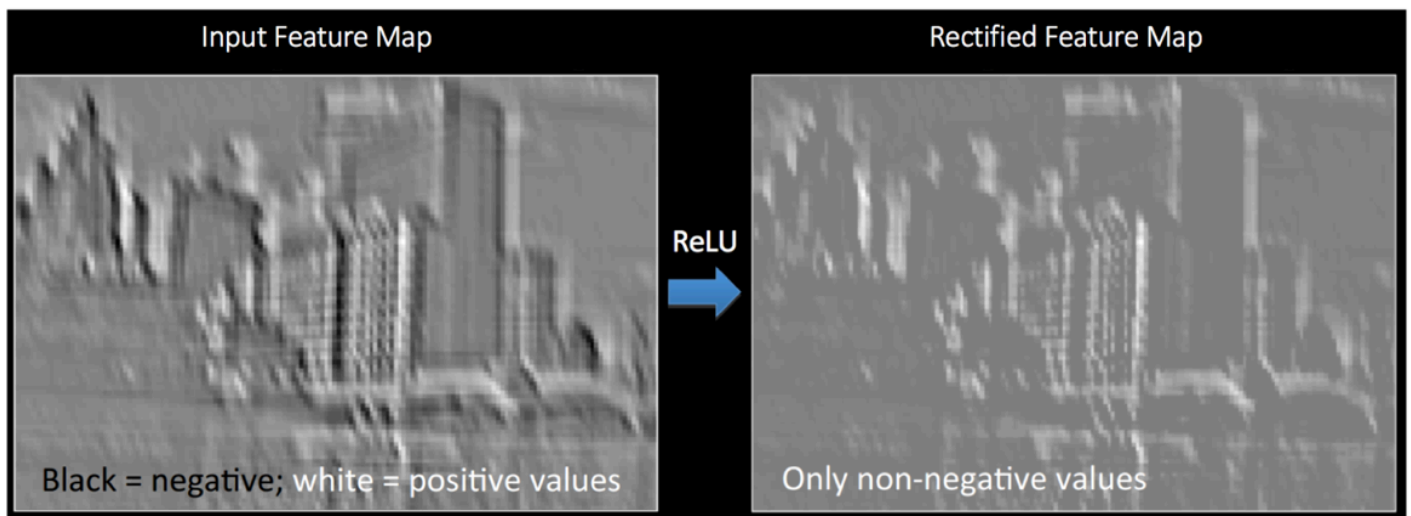 Input Feature Map
Rectified Feature Map
ReLU
Black = negative; white = positive values
Only non-negative values